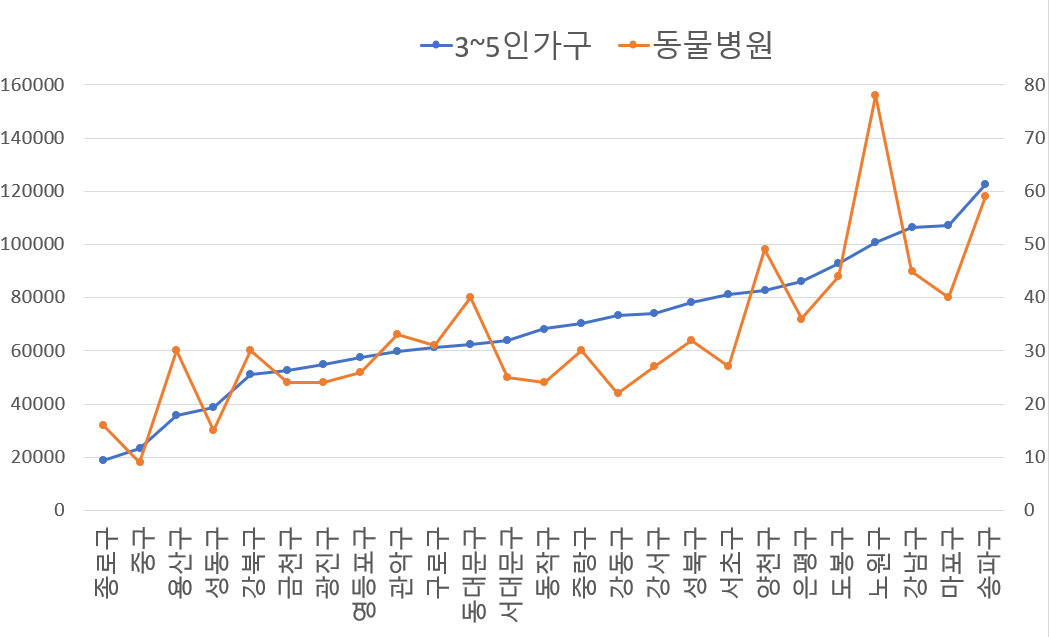 3~5인가구 동물병원
160000 80
140000 70
120000 60
100000 50
80000 40
60000 30
40000 20
20000 10
0 0
종로구
중구
용산구
성동구
강북구
금천구
광진구
영등포구
관악구
구로구
동대문구
서대문구
동작구
중랑구
강동구
강서구
성북구
서초구
양천구
은평구
도봉구
노원구
강남구
마포구
송파구